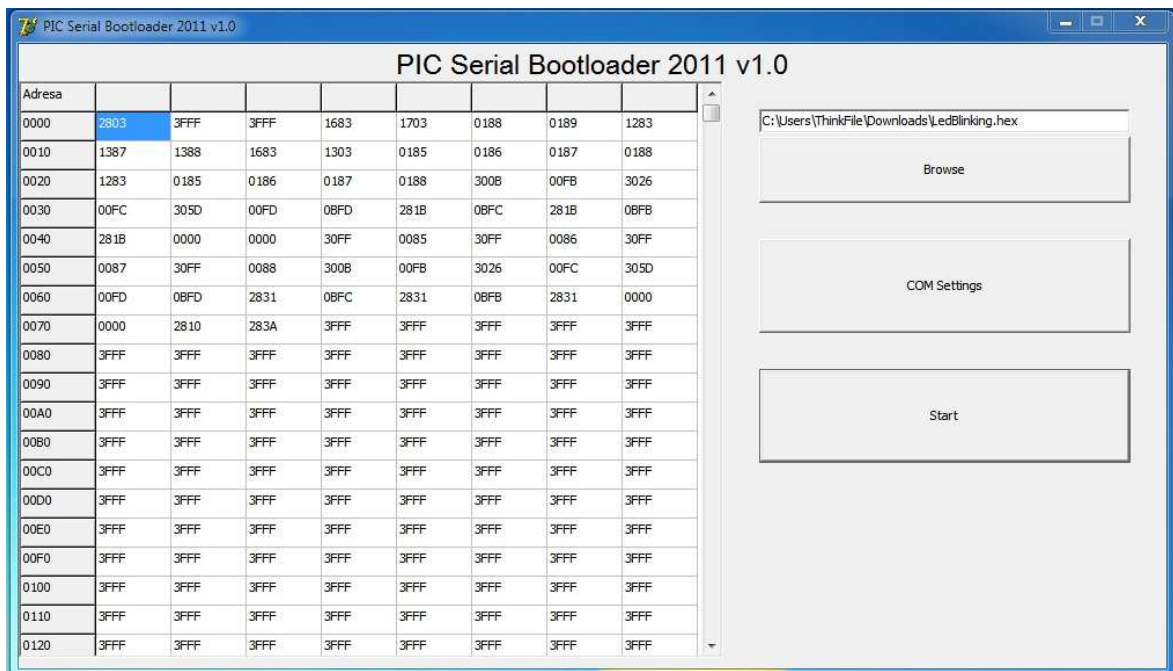 PIC Serial Bootloader 2011 v1.0
PIC Serial Bootloader 2011 v1.0
Adresa
0000 2803 3FFF 3FFF 1683 1703 0188 0189 1283
0010 1387 1388 1683 1303 0185 0186 0187 0188
0020 1283 0185 0186 0187 0188 300B 00FB 3026
0030 00FC 305D 00FD 0BFD 281B 0BFC 281B 0BFB
0040 281B 0000 0000 30FF 0085 30FF 0086 30FF
0050 0087 30FF 0088 300B 00FB 3026 00FC 305D
0060 00FD 0BFD 2831 0BFC 2831 0BFB 2831 0000
0070 0000 2810 283A 3FFF 3FFF 3FFF 3FFF 3FFF
0080 3FFF 3FFF 3FFF 3FFF 3FFF 3FFF 3FFF 3FFF
0090 3FFF 3FFF 3FFF 3FFF 3FFF 3FFF 3FFF 3FFF
00A0 3FFF 3FFF 3FFF 3FFF 3FFF 3FFF 3FFF 3FFF
00B0 3FFF 3FFF 3FFF 3FFF 3FFF 3FFF 3FFF 3FFF
00C0 3FFF 3FFF 3FFF 3FFF 3FFF 3FFF 3FFF 3FFF
00D0 3FFF 3FFF 3FFF 3FFF 3FFF 3FFF 3FFF 3FFF
00E0 3FFF 3FFF 3FFF 3FFF 3FFF 3FFF 3FFF 3FFF
00F0 3FFF 3FFF 3FFF 3FFF 3FFF 3FFF 3FFF 3FFF
0100 3FFF 3FFF 3FFF 3FFF 3FFF 3FFF 3FFF 3FFF
0110 3FFF 3FFF 3FFF 3FFF 3FFF 3FFF 3FFF 3FFF
0120 3FFF 3FFF 3FFF 3FFF 3FFF 3FFF 3FFF 3FFF
C:\Users\ThinkFile\Downloads\LedBlinking.hex
Browse
COM Settings
Start